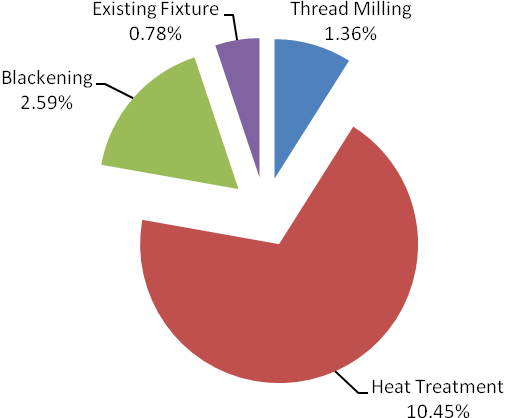 Existing Fixture
0.78%
Thread Milling
1.36%
Blackening
2.59%
Heat Treatment
10.45%